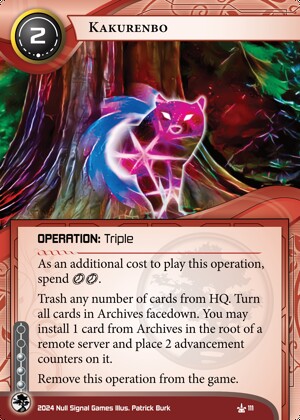 2
Kakurenbo
OPERATION: Triple
As an additional cost to play this operation,
spend
Trash any number of cards from HQ. Turn
all cards in Archives facedown. You may
install 1 card from Archives in the root of a
remote server and place 2 advancement
counters on it.
Remove this operation from the game.
2024 Null Signal Games Illus. Patrick Burk
111